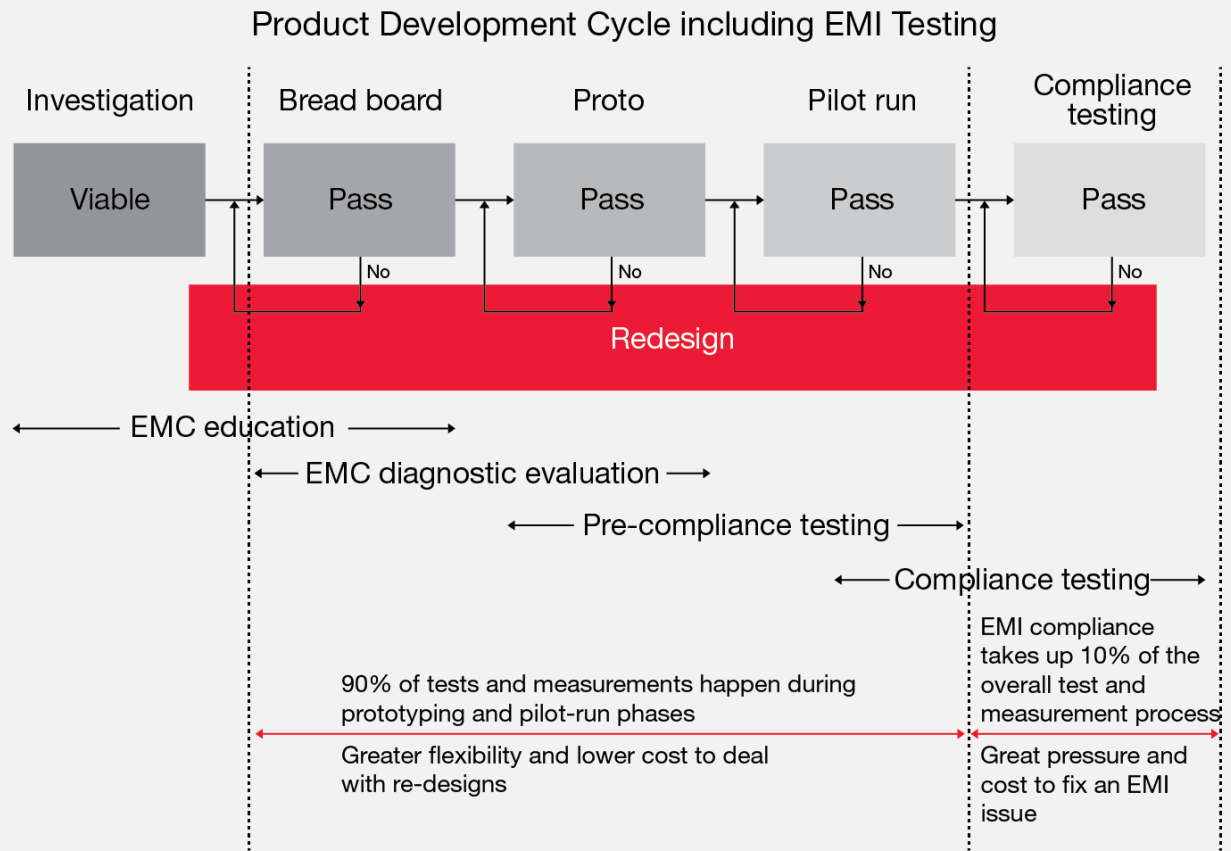 Product Development Cycle including EMI Testing
Investigation
Bread board
Proto
Pilot run
Compliance
testing
Viable
Pass
Pass
Pass
Pass
No
No
No
No
Redesign
EMC education
EMC diagnostic evaluation
Pre-compliance testing
Compliance testing
90% of tests and measurements happen during
prototyping and pilot-run phases
Greater flexibility and lower cost to deal
with re-designs
EMI compliance
takes up 10% of the
overall test and
measurement process
Great pressure and
cost to fix an EMI
issue